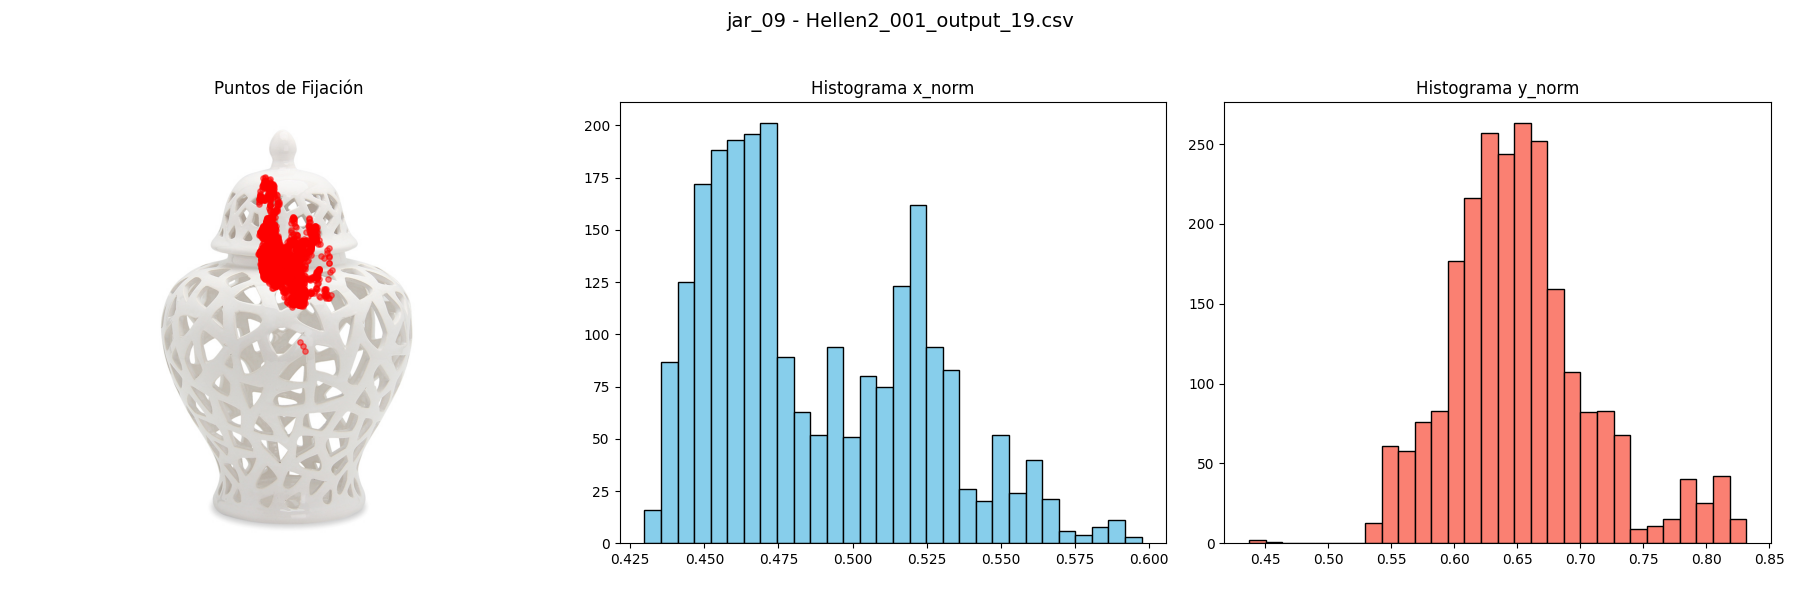 jar_09 - Hellen2_001_output_19.csv
Puntos de Fijación
Histograma x_norm
200
175
150
125
100
75
50
25
0
0.425 0.450 0.475 0.500 0.525 0.550 0.575 0.600
Histograma y_norm
250
200
150
100
50
0
0.45 0.50 0.55 0.60 0.65 0.70 0.75 0.80 0.85